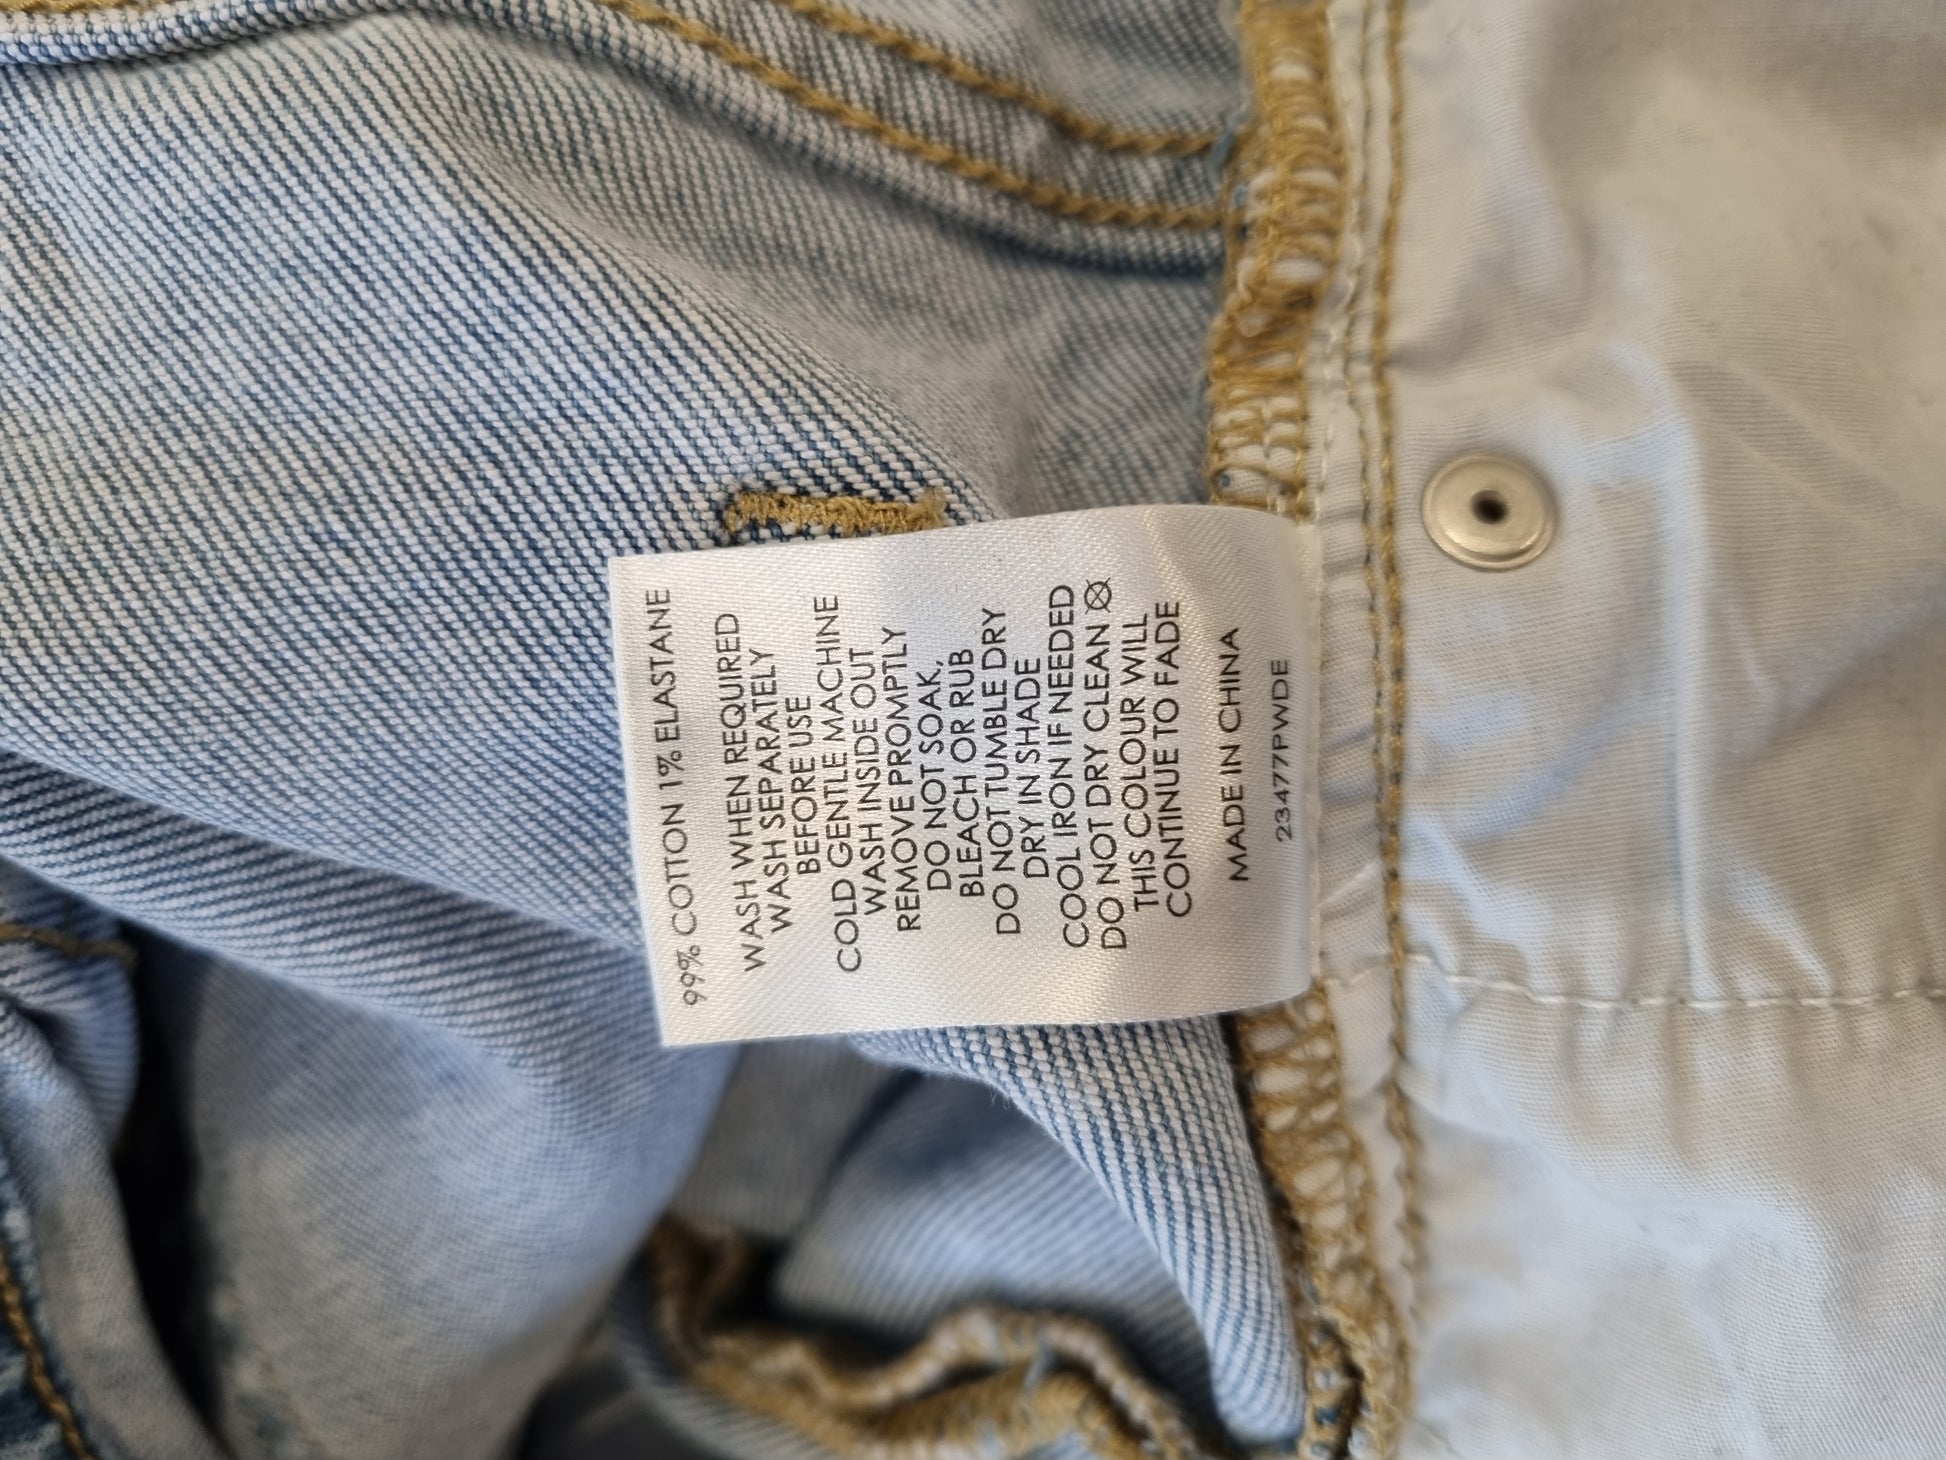 99% COTTON 1% ELASTANE
WASH WHEN REQUIRED
WASH SEPARATELY
BEFORE USE
COLD GENTLE MACHINE
WASH INSIDE OUT
REMOVE PROMPTLY
DO NOT SOAK,
BLEACH OR RUB
DO NOT TUMBLE DRY
DRY IN SHADE
COOL IRON IF NEEDED
DO NOT DRY CLEAN
THIS COLOUR WILL
CONTINUE TO FADE
MADE IN CHINA
23477PWDE